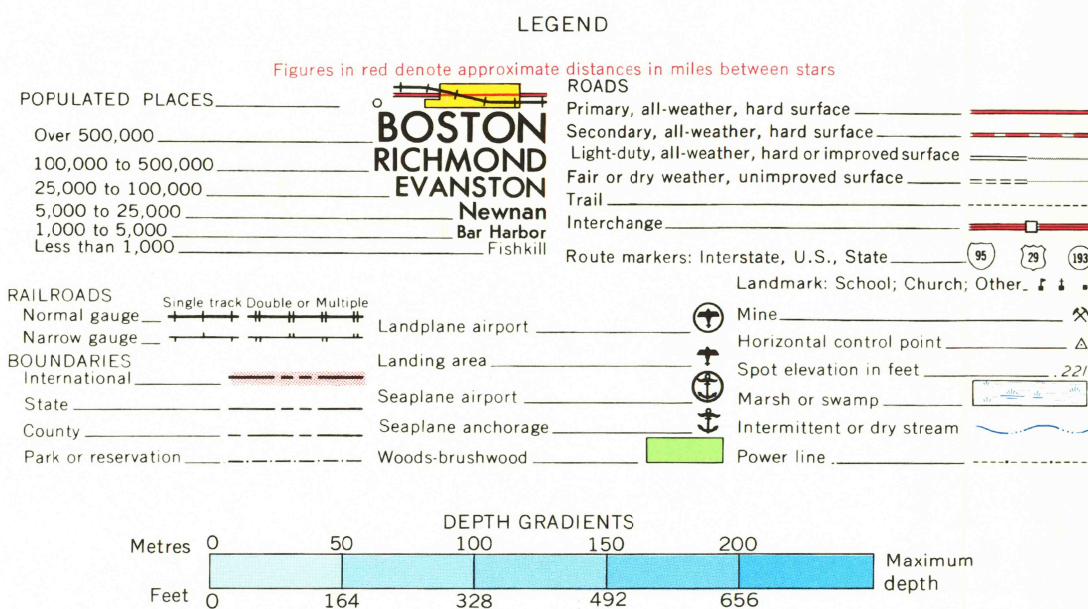 LEGEND
Figures in red denote approximate distances in miles between stars
POPULATED PLACES
Over 500,000 BOSTON
100,000 to 500,000 RICHMOND
25,000 to 100,000 EVANSTON
5,000 to 25,000 Newnan
1,000 to 5,000 Bar Harbor
Less than 1,000 Fishkill
ROADS
Primary, all-weather, hard surface
Secondary, all-weather, hard surface
Light-duty, all-weather, hard or improved surface
Fair or dry weather, unimproved surface
Trail
Interchange
Route markers: Interstate, U.S., State 95 29 193
RAILROADS
Single track Double or Multiple
Normal gauge
Narrow gauge
BOUNDARIES
International
State
County
Park or reservation
Landplane airport
Landing area
Seaplane airport
Seaplane anchorage
Woods-brushwood
Landmark: School; Church; Other
Mine
Horizontal control point
Spot elevation in feet .221
Marsh or swamp
Intermittent or dry stream
Power line
DEPTH GRADIENTS
Metres 0 50 100 150 200
Maximum depth
Feet 0 164 328 492 656